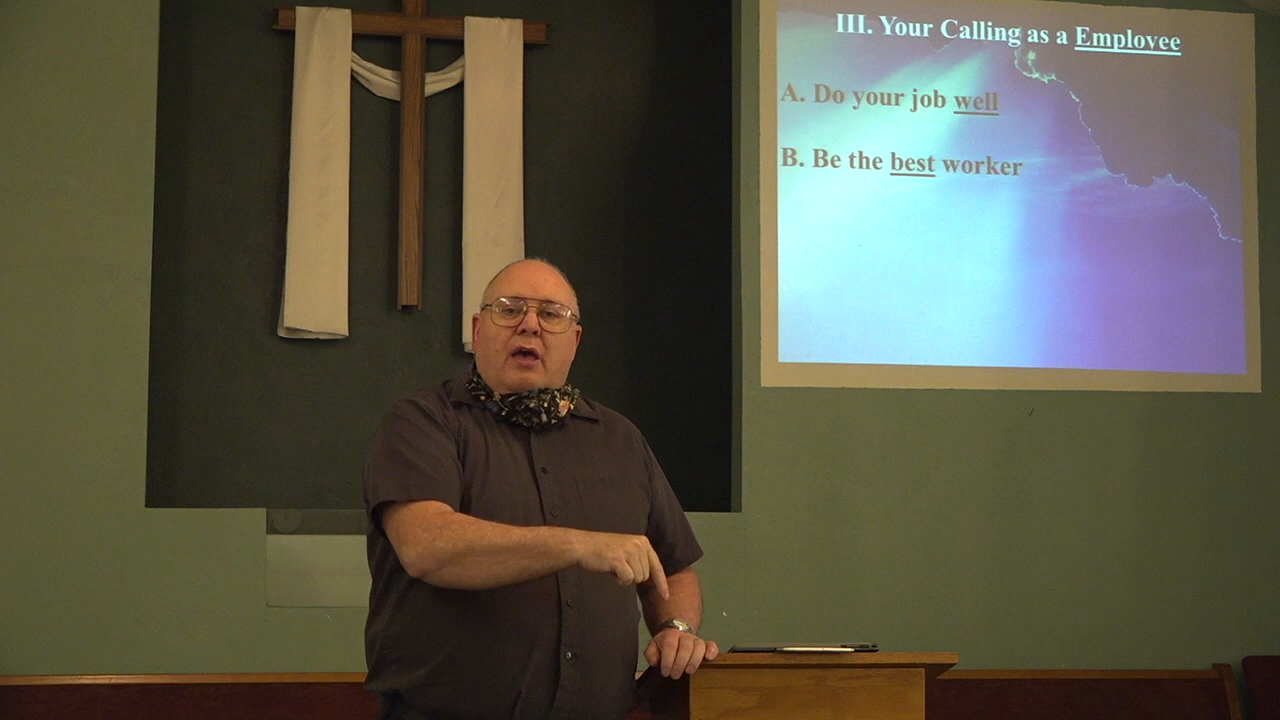 III. Your Calling as a Employee
A. Do your job well
B. Be the best worker